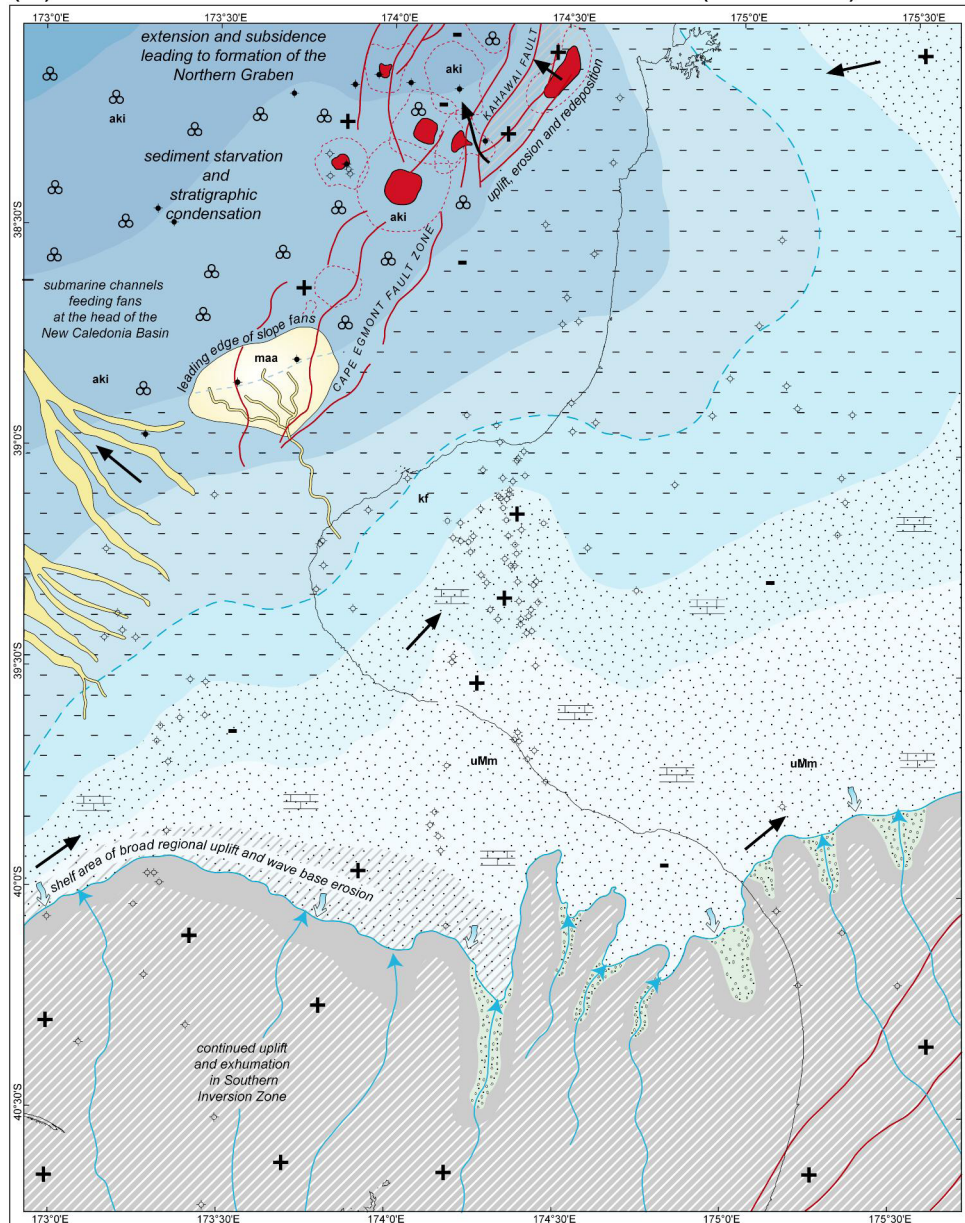 173°0'E 173°30'E 174°0'E 174°30'E 175°0'E 175°30'E
extension and subsidence
leading to formation of the
Northern Graben
aki
aki
KAHAWAI FAULT
uplift, erosion and redeposition
sediment starvation
and
stratigraphic
condensation
aki
38°30'S
CAPE EGMONT FAULT ZONE
submarine channels
feeding fans
at the head of the
New Caledonia Basin
leading edge of slope fans
maa
aki
39°0'S
kf
39°30'S
uMm
uMm
shelf area of broad regional uplift and wave base erosion
40°0'S
continued uplift
and exhumation
in Southern
Inversion Zone
40°30'S
173°0'E 173°30'E 174°0'E 174°30'E 175°0'E 175°30'E